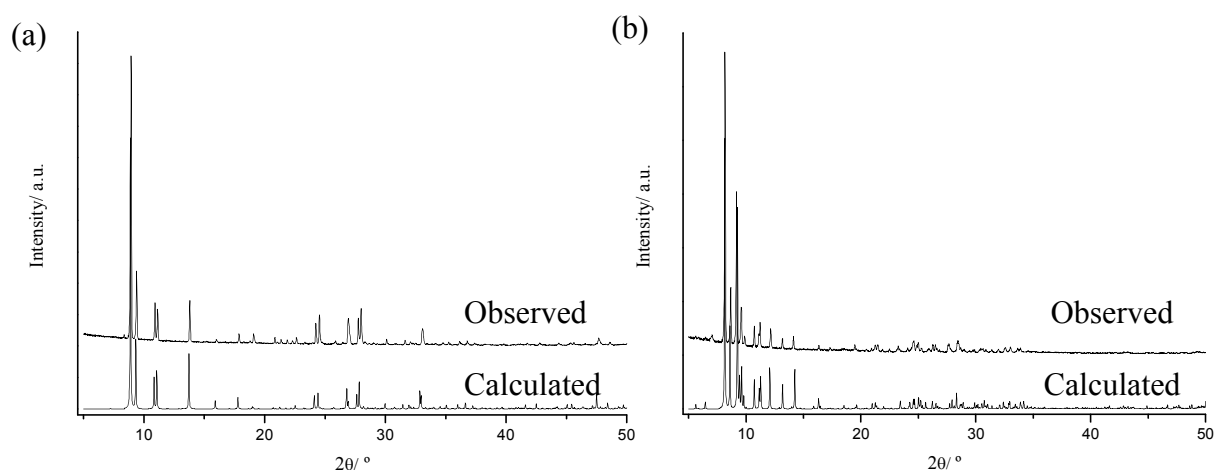 (a)
Intensity/ a.u.
Observed
Calculated
10 20 30 40 50
2θ/ º
(b)
Intensity/ a.u.
Observed
Calculated
10 20 30 40 50
2θ/ º